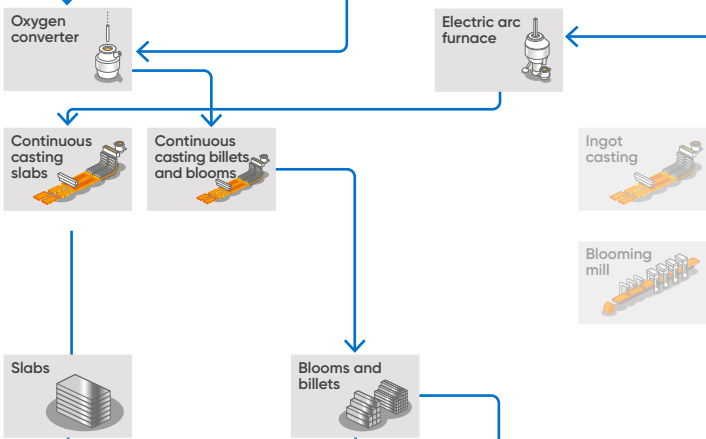 Oxygen
converter
Electric arc
furnace
Continuous
casting
slabs
Continuous
casting billets
and blooms
Ingot
casting
Blooming
mill
Slabs
Blooms and
billets